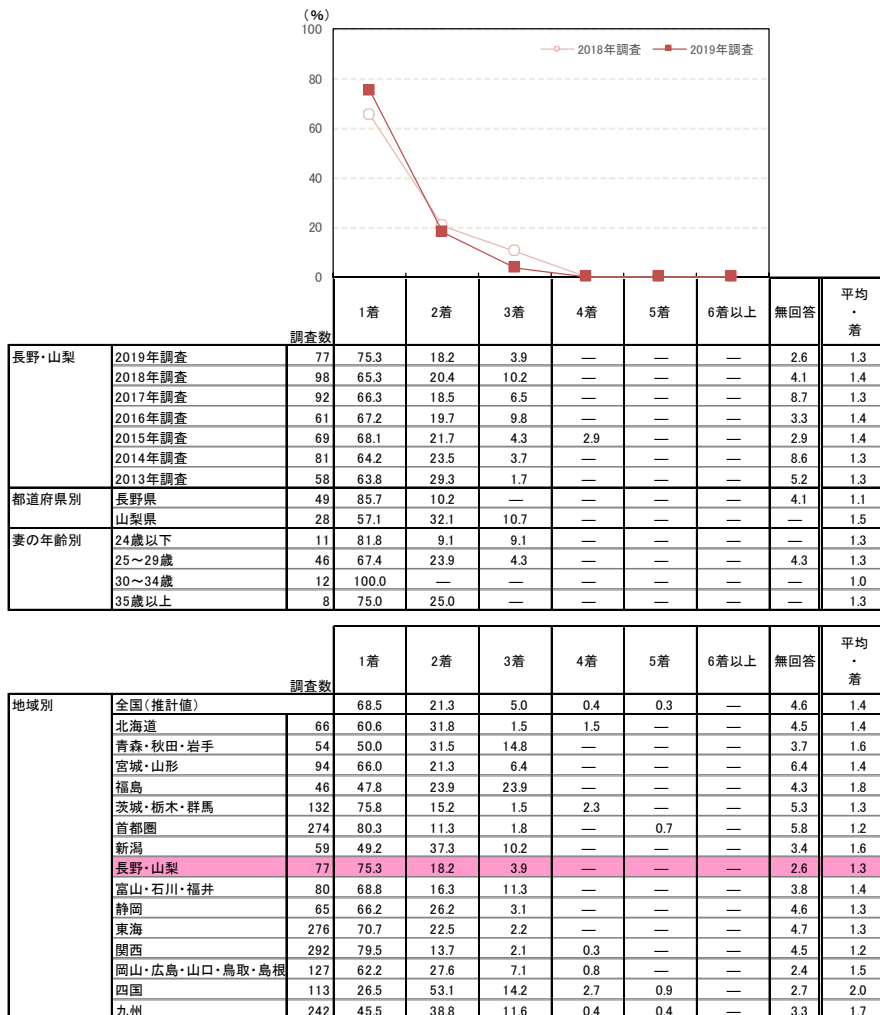 (%)
100
80
60
40
20
0
2018年調査 2019年調査
調査数 1着 2着 3着 4着 5着 6着以上 無回答 平均・着
長野・山梨 2019年調査 77 75.3 18.2 3.9 — — — 2.6 1.3
2018年調査 98 65.3 20.4 10.2 — — — 4.1 1.4
2017年調査 92 66.3 18.5 6.5 — — — 8.7 1.3
2016年調査 61 67.2 19.7 9.8 — — — 3.3 1.4
2015年調査 69 68.1 21.7 4.3 2.9 — — 2.9 1.4
2014年調査 81 64.2 23.5 3.7 — — — 8.6 1.3
2013年調査 58 63.8 29.3 1.7 — — — 5.2 1.3
都道府県別 長野県 49 85.7 10.2 — — — — 4.1 1.1
山梨県 28 57.1 32.1 10.7 — — — — 1.5
妻の年齢別 24歳以下 11 81.8 9.1 9.1 — — — — 1.3
25～29歳 46 67.4 23.9 4.3 — — — 4.3 1.3
30～34歳 12 100.0 — — — — — — 1.0
35歳以上 8 75.0 25.0 — — — — — 1.3
調査数 1着 2着 3着 4着 5着 6着以上 無回答 平均・着
地域別 全国(推計値) 68.5 21.3 5.0 0.4 0.3 — 4.6 1.4
北海道 66 60.6 31.8 1.5 1.5 — — 4.5 1.4
青森・秋田・岩手 54 50.0 31.5 14.8 — — — 3.7 1.6
宮城・山形 94 66.0 21.3 6.4 — — — 6.4 1.4
福島 46 47.8 23.9 23.9 — — — 4.3 1.8
茨城・栃木・群馬 132 75.8 15.2 1.5 2.3 — — 5.3 1.3
首都圏 274 80.3 11.3 1.8 — 0.7 — 5.8 1.2
新潟 59 49.2 37.3 10.2 — — — 3.4 1.6
長野・山梨 77 75.3 18.2 3.9 — — — 2.6 1.3
富山・石川・福井 80 68.8 16.3 11.3 — — — 3.8 1.4
静岡 65 66.2 26.2 3.1 — — — 4.6 1.3
東海 276 70.7 22.5 2.2 — — — 4.7 1.3
関西 292 79.5 13.7 2.1 0.3 — — 4.5 1.2
岡山・広島・山口・鳥取・島根 127 62.2 27.6 7.1 0.8 — — 2.4 1.5
四国 113 26.5 53.1 14.2 2.7 0.9 — 2.7 2.0
九州 242 45.5 38.8 11.6 0.4 0.4 — 3.3 1.7